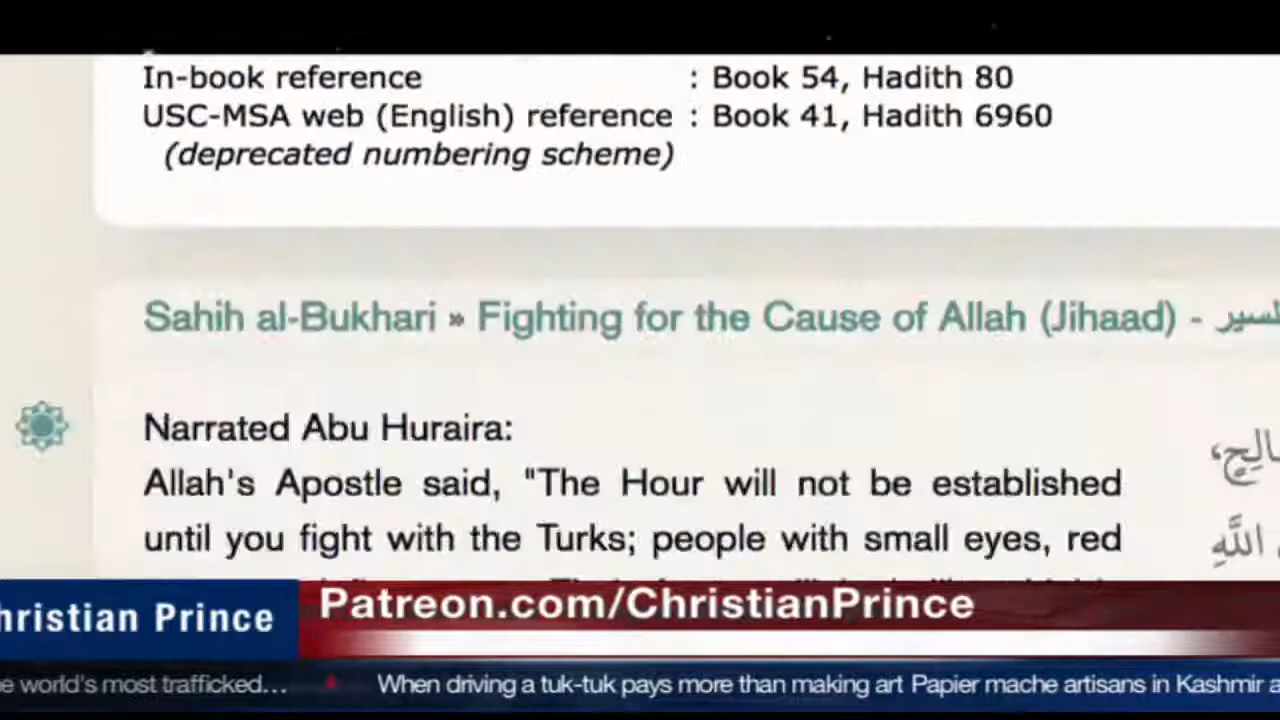 In-book reference : Book 54, Hadith 80
USC-MSA web (English) reference : Book 41, Hadith 6960
(deprecated numbering scheme)
Sahih al-Bukhari » Fighting for the Cause of Allah (Jihaad) -
Narrated Abu Huraira:
Allah's Apostle said, "The Hour will not be established
until you fight with the Turks; people with small eyes, red
اللَّهِ
hristian Prince
Patreon.com/ChristianPrince
e world's most trafficked...
When driving a tuk-tuk pays more than making art Papier mache artisans in Kashmir a